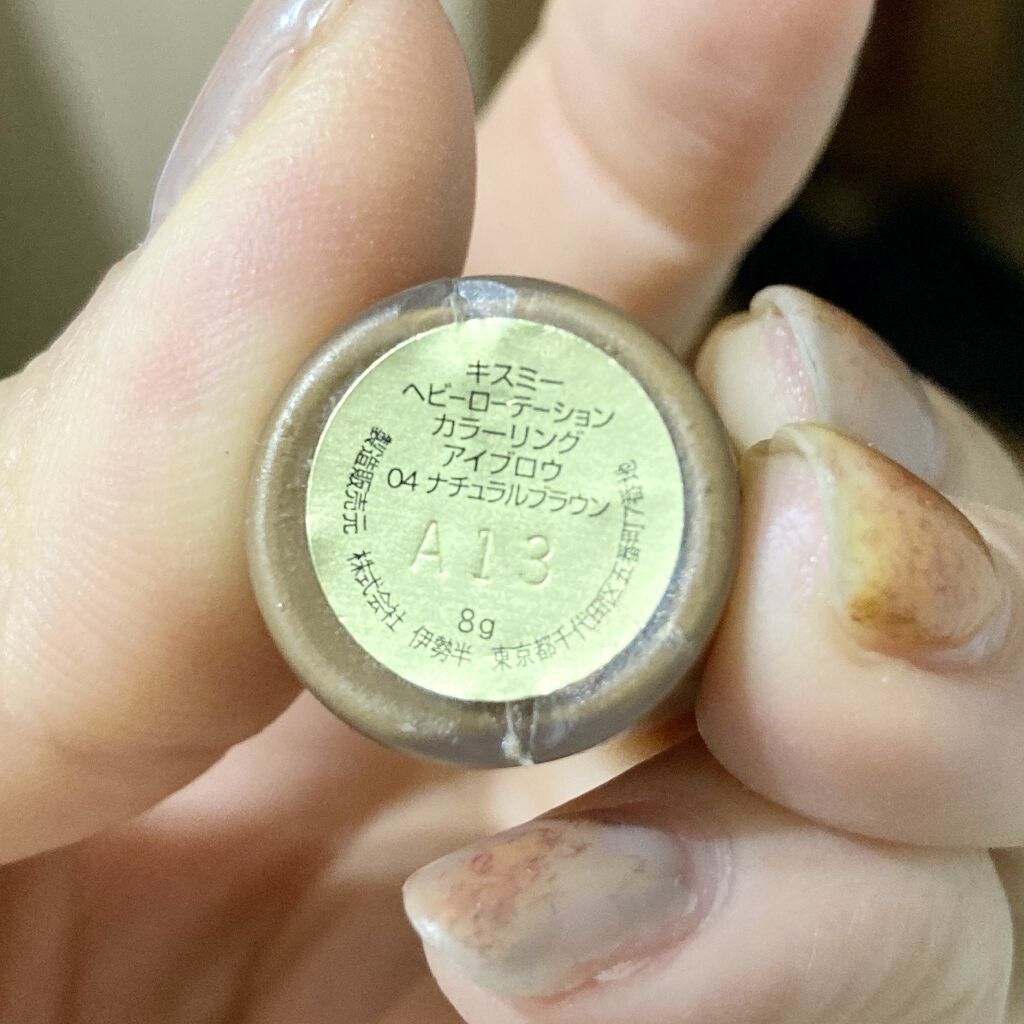 キスミー
ヘビーローテーション
カラーリング
アイブロウ
04 ナチュラルブラウン
A13
8g
製造販売元 株式会社 伊勢半 東京都千代田区五番町7番地